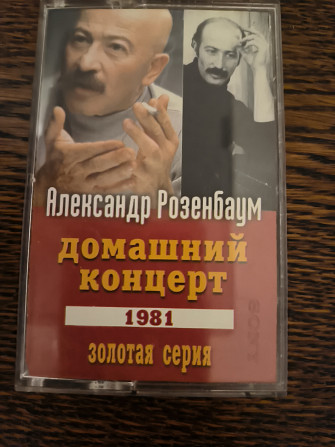 Александр Розенбаум
домашний
концерт
1981
золотая серия